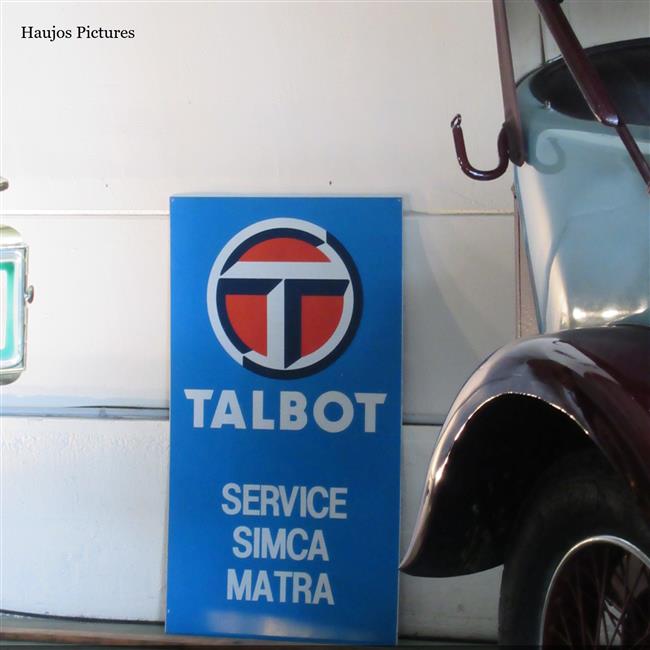 Haujos Pictures
TALBOT
SERVICE
SIMCA
MATRA